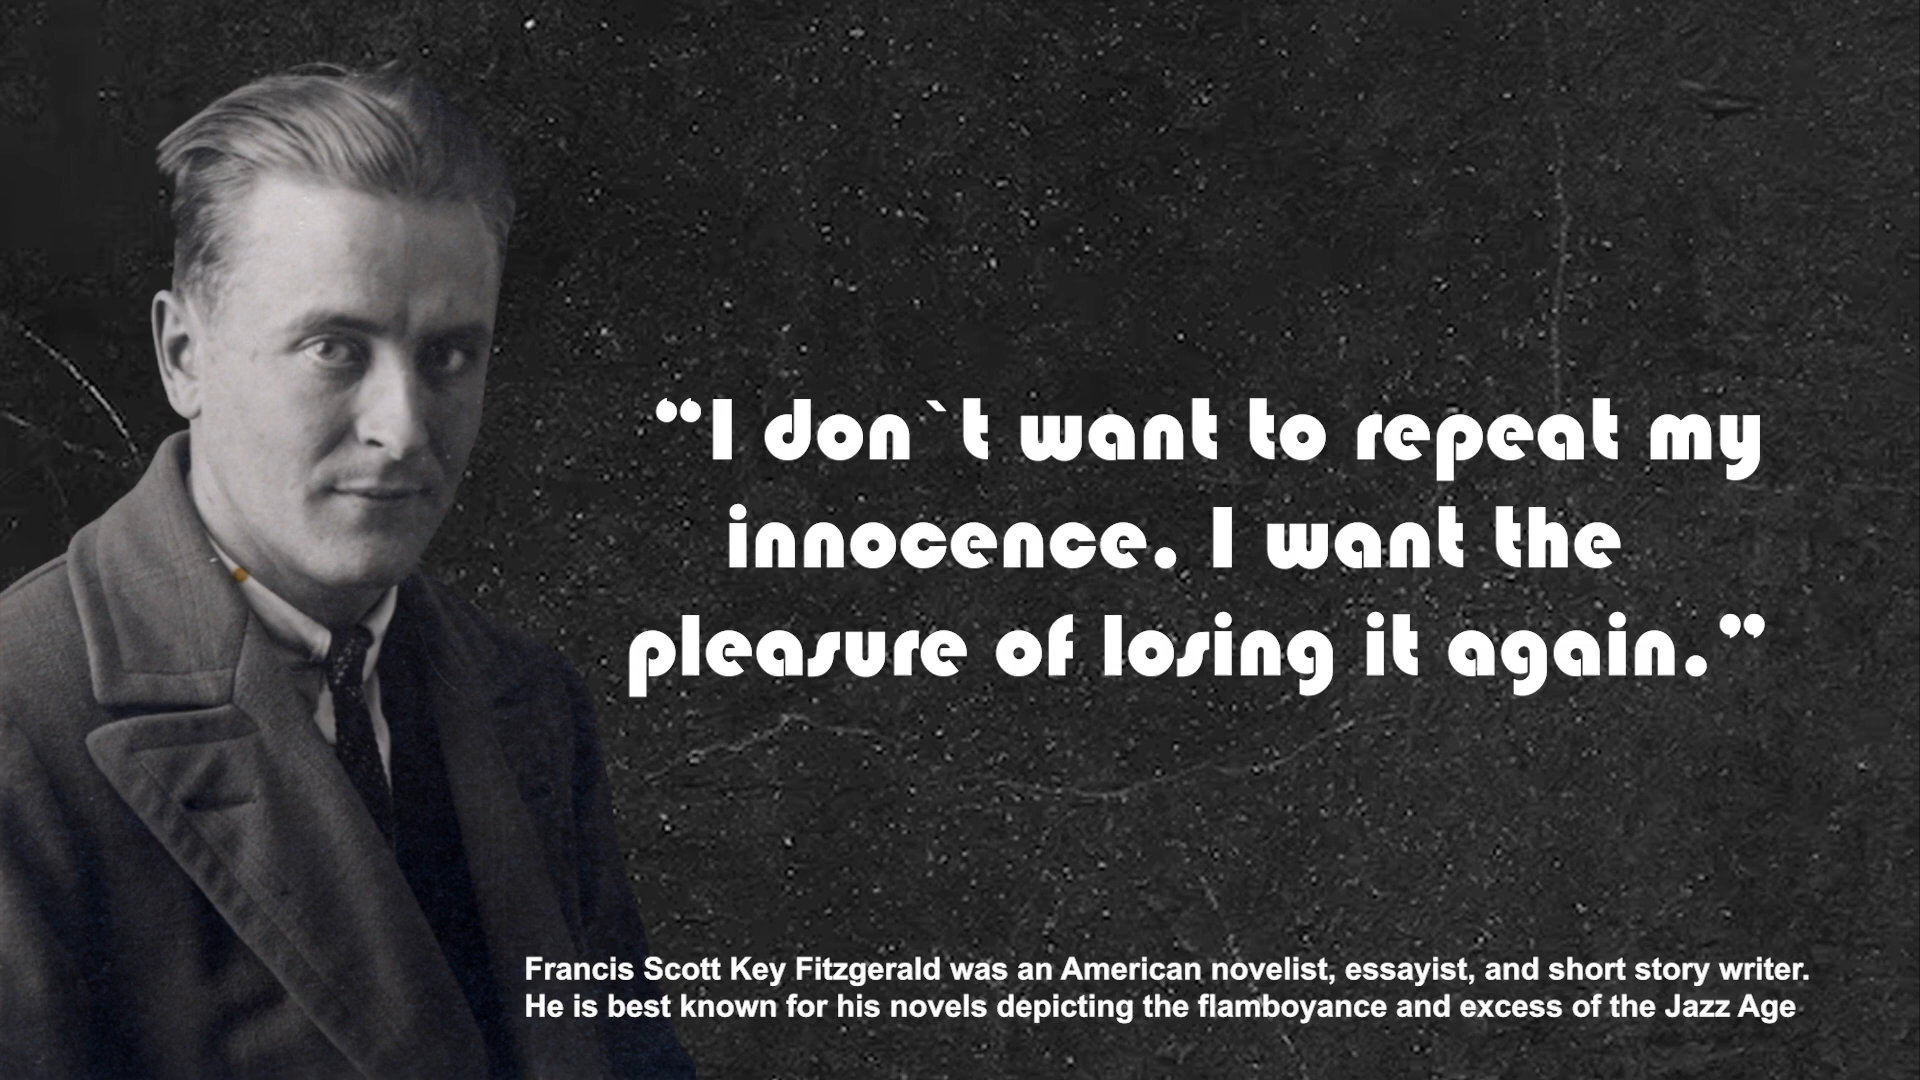 “I don`t want to repeat my
innocence. I want the
pleasure of losing it again.”
Francis Scott Key Fitzgerald was an American novelist, essayist, and short story writer.
He is best known for his novels depicting the flamboyance and excess of the Jazz Age